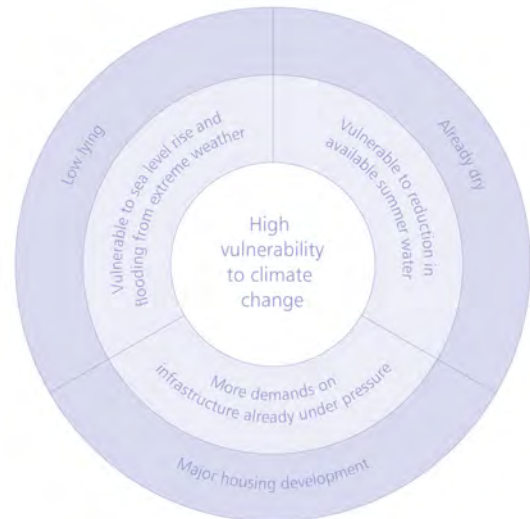 Low lying
Vulnerable to sea level rise and
flooding from extreme weather
Already dry
Vulnerable to reduction in
available summer water
High
vulnerability
to climate
change
More demands on
infrastructure already under pressure
Major housing development